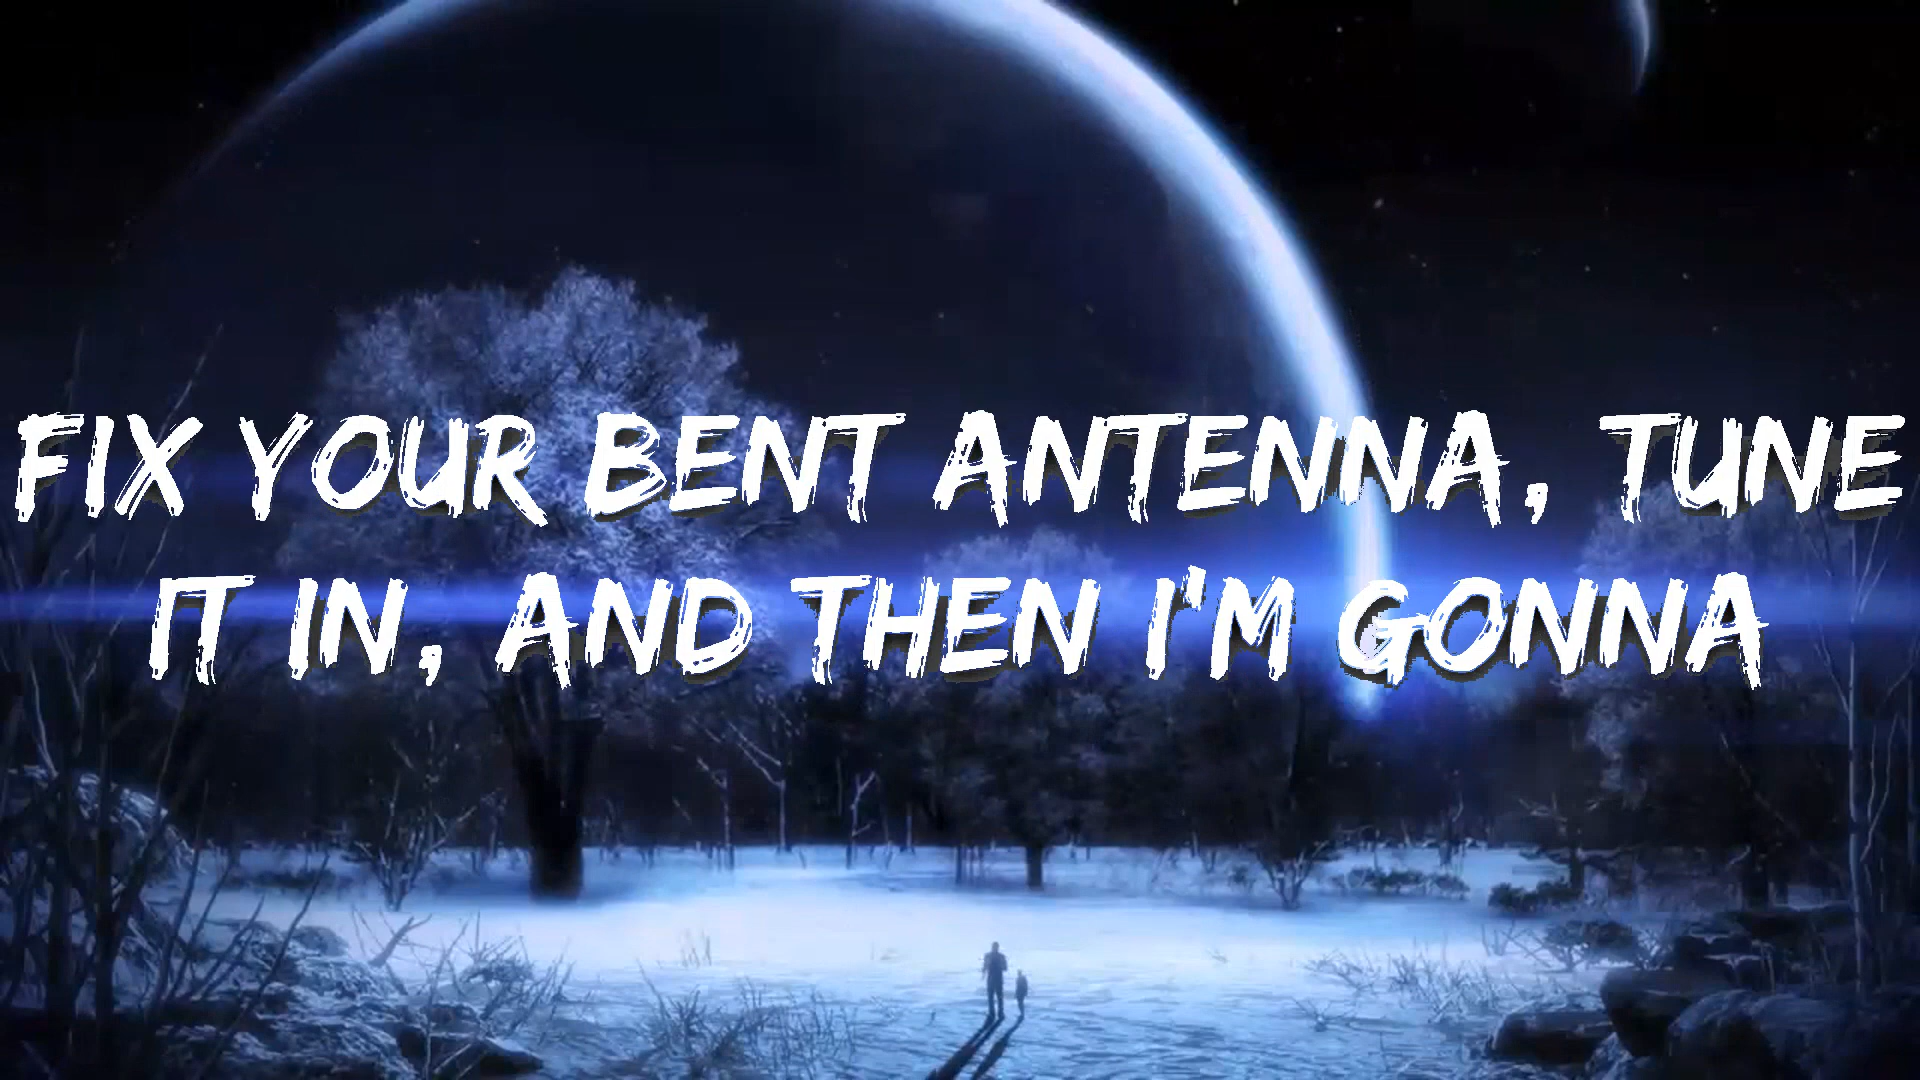 FIX YOUR BENT ANTENNA, TUNE
IT IN, AND THEN I'M GONNA